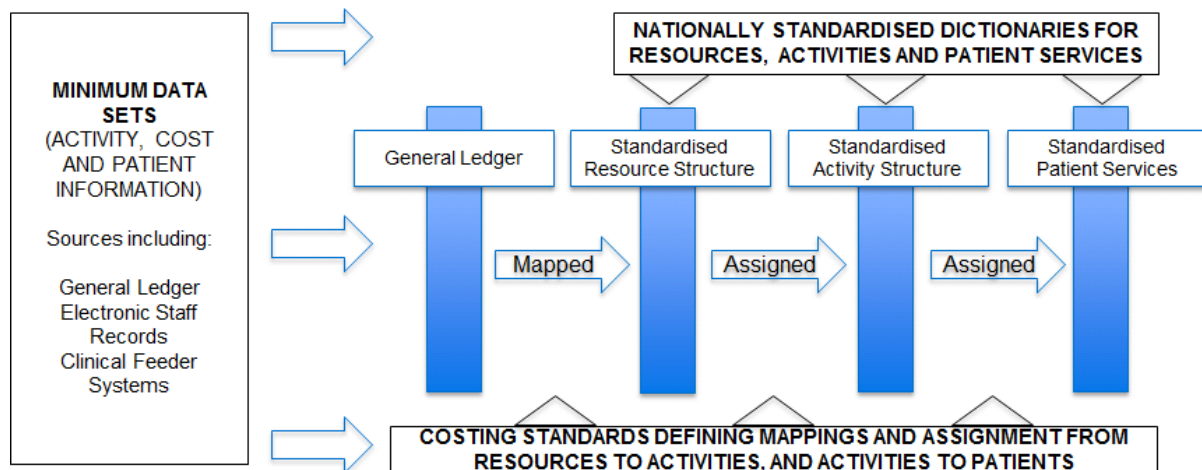 MINIMUM DATA
SETS
(ACTIVITY, COST
AND PATIENT
INFORMATION)
Sources including:
General Ledger
Electronic Staff
Records
Clinical Feeder
Systems
NATIONALLY STANDARDISED DICTIONARIES FOR
RESOURCES, ACTIVITIES AND PATIENT SERVICES
General Ledger
Standardised
Resource Structure
Standardised
Activity Structure
Standardised
Patient Services
Mapped
Assigned
Assigned
COSTING STANDARDS DEFINING MAPPINGS AND ASSIGNMENT FROM
RESOURCES TO ACTIVITIES, AND ACTIVITIES TO PATIENTS